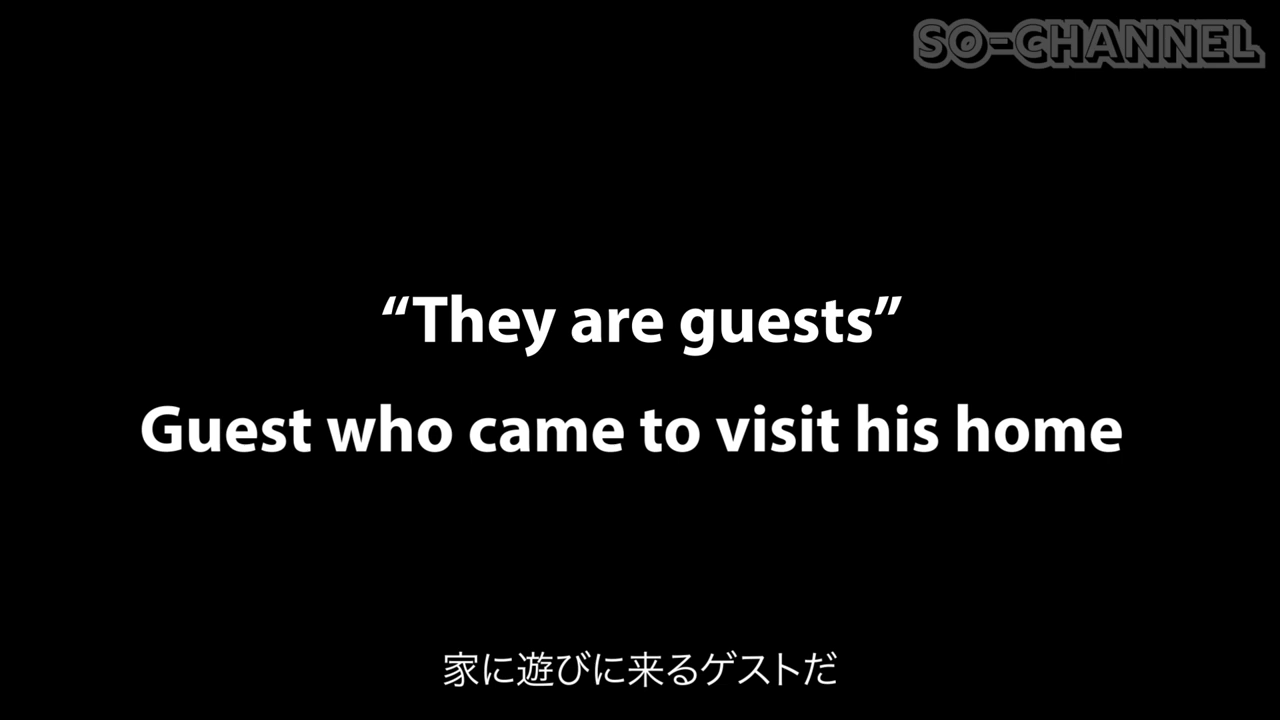 SO-CHANNEL
“They are guests”
Guest who came to visit his home
家に遊びに来るゲストだ